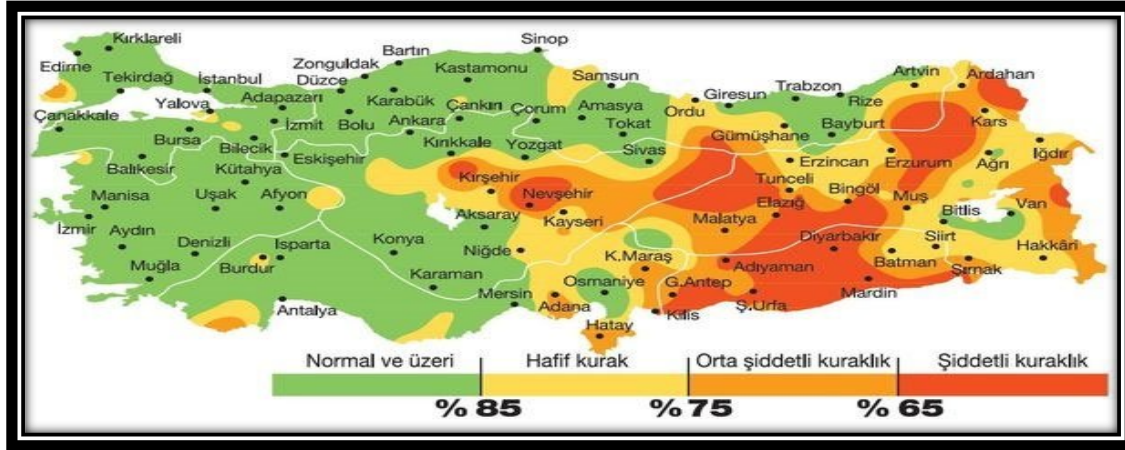 Kırklareli
Edirne
Tekirdağ
İstanbul
Zonguldak
Bartın
Sinop
Düzce
Kastamonu
Samsun
Artvin
Ardahan
Çanakkale
Yalova
Adapazarı
Karabük
Çankırı
Çorum
Amasya
Ordu
Giresun
Trabzon
Rize
Kars
Bursa
İzmit
Bolu
Ankara
Tokat
Gümüşhane
Bayburt
Bilecik
Eskişehir
Kırıkkale
Yozgat
Sivas
Erzincan
Erzurum
Ağrı
Iğdır
Balıkesir
Kütahya
Kırşehir
Nevşehir
Tunceli
Bingöl
Muş
Manisa
Uşak
Afyon
Aksaray
Kayseri
Malatya
Elazığ
Bitlis
Van
İzmir
Aydın
Denizli
Isparta
Konya
Niğde
K.Maraş
Diyarbakır
Siirt
Hakkâri
Muğla
Burdur
Karaman
Osmaniye
Adıyaman
Batman
Şırnak
Antalya
Mersin
Adana
G.Antep
Ş.Urfa
Mardin
Hatay
Kilis
Normal ve üzeri
Hafif kurak
Orta şiddetli kuraklık
Şiddetli kuraklık
% 85
% 75
% 65